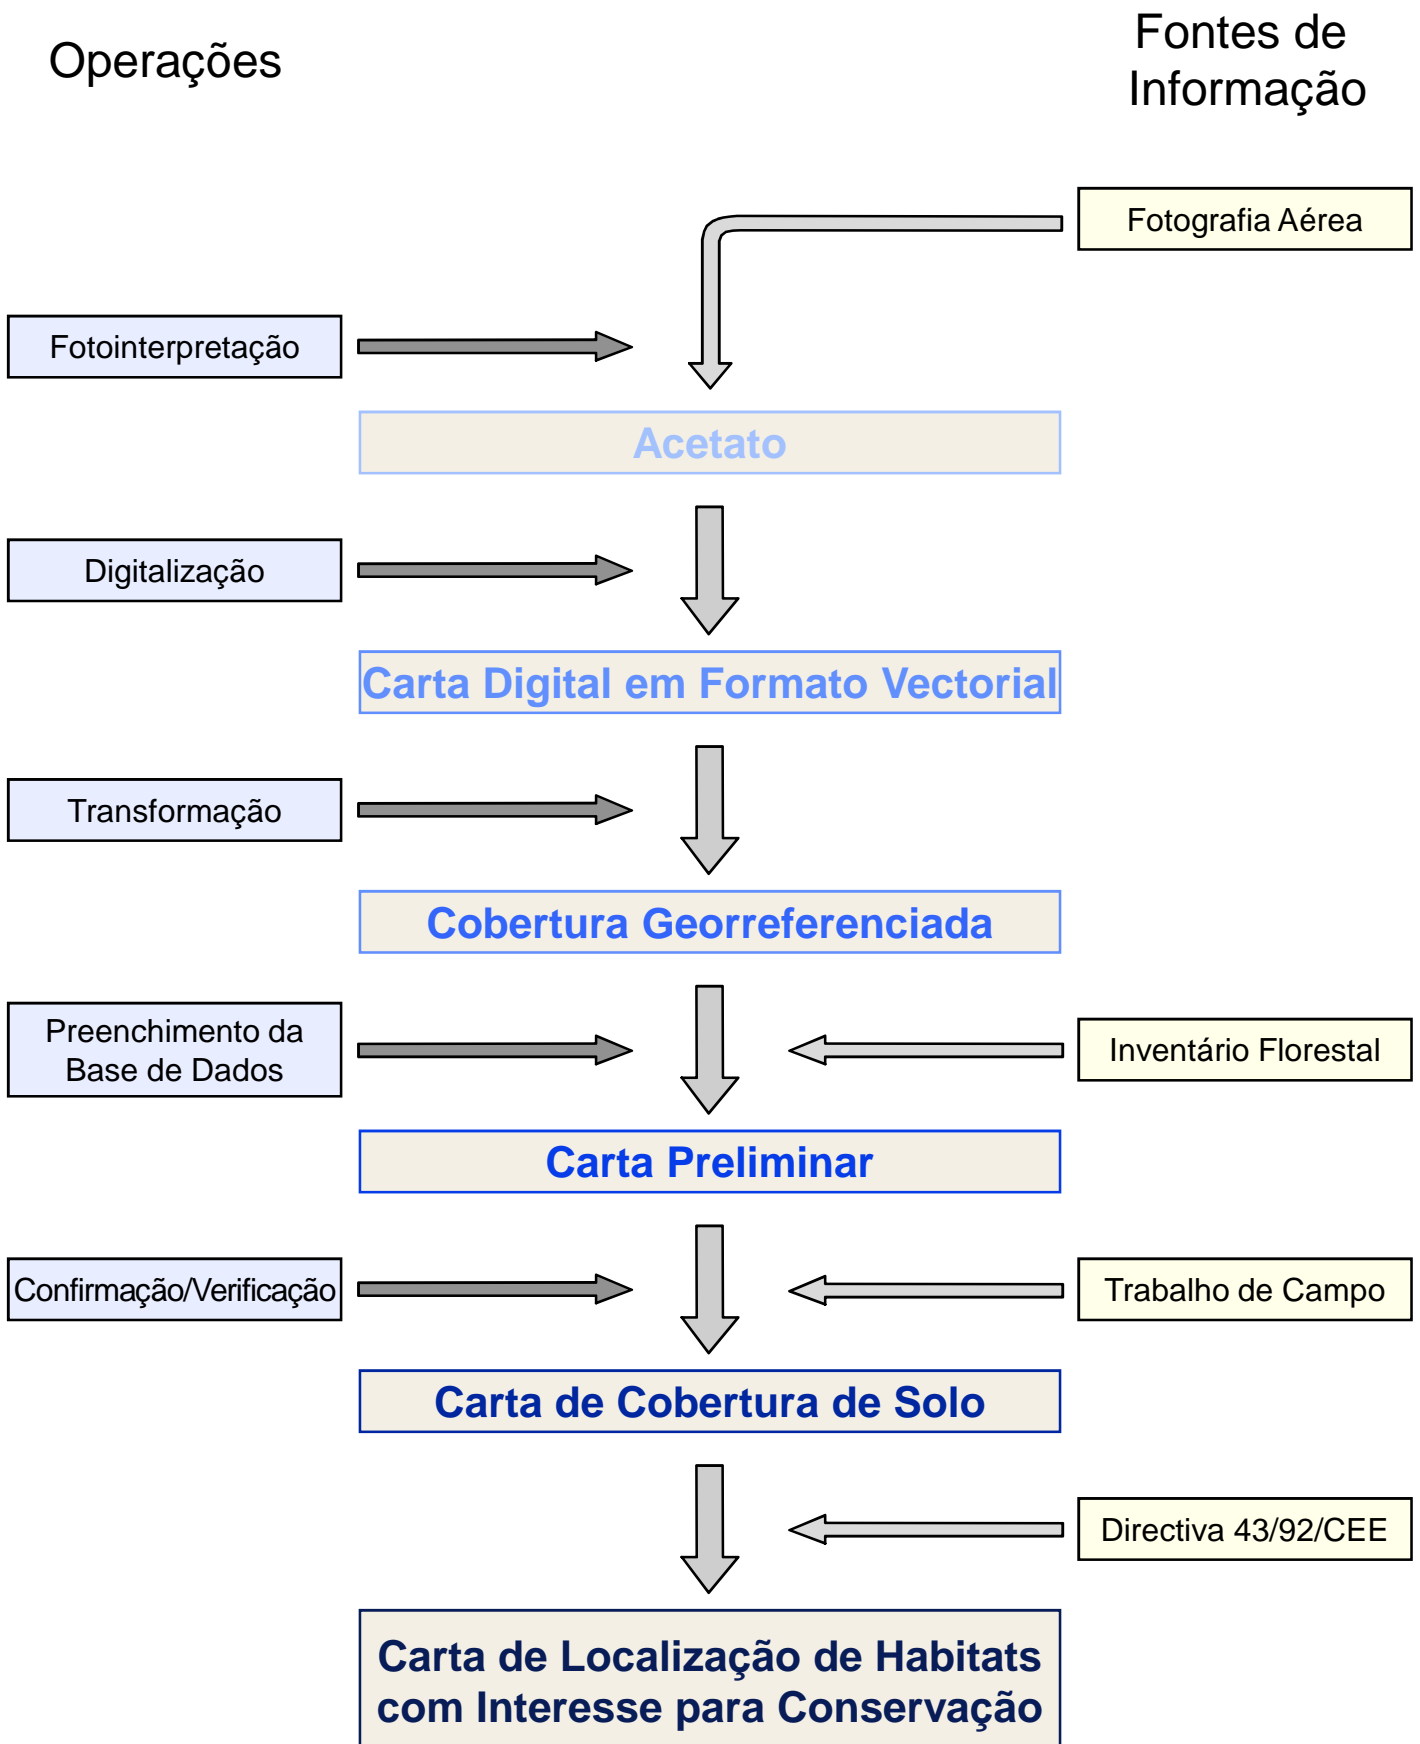 Operações
Fontes de
Informação
Fotografia Aérea
Fotointerpretação
Acetato
Digitalização
Carta Digital em Formato Vectorial
Transformação
Cobertura Georreferenciada
Preenchimento da
Base de Dados
Inventário Florestal
Carta Preliminar
Confirmação/Verificação
Trabalho de Campo
Carta de Cobertura de Solo
Directiva 43/92/CEE
Carta de Localização de Habitats
com Interesse para Conservação